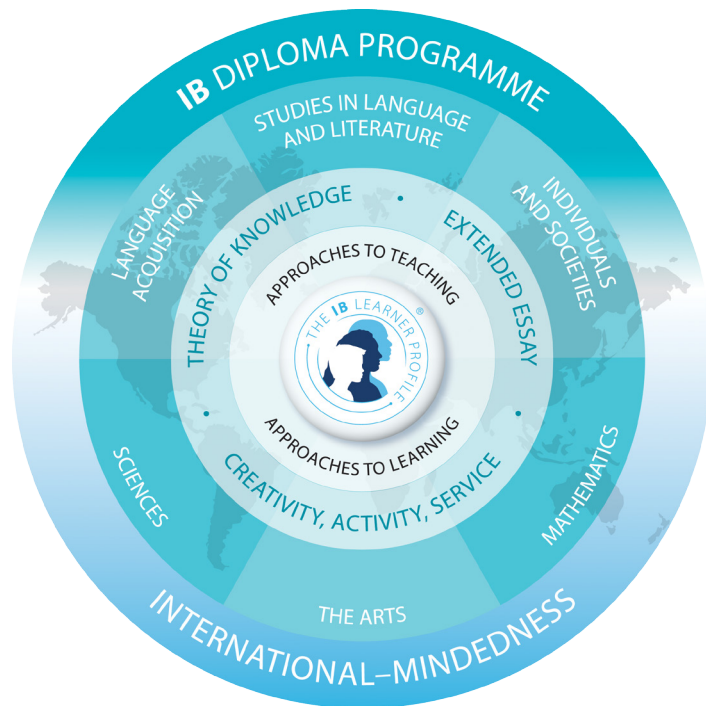 IB DIPLOMA PROGRAMME
STUDIES IN LANGUAGE
AND LITERATURE
LANGUAGE
ACQUISITION
INDIVIDUALS
AND SOCIETIES
THEORY OF KNOWLEDGE
EXTENDED ESSAY
APPROACHES TO TEACHING
THE IB LEARNER PROFILE ®
APPROACHES TO LEARNING
CREATIVITY, ACTIVITY, SERVICE
SCIENCES
MATHEMATICS
THE ARTS
INTERNATIONAL–MINDEDNESS